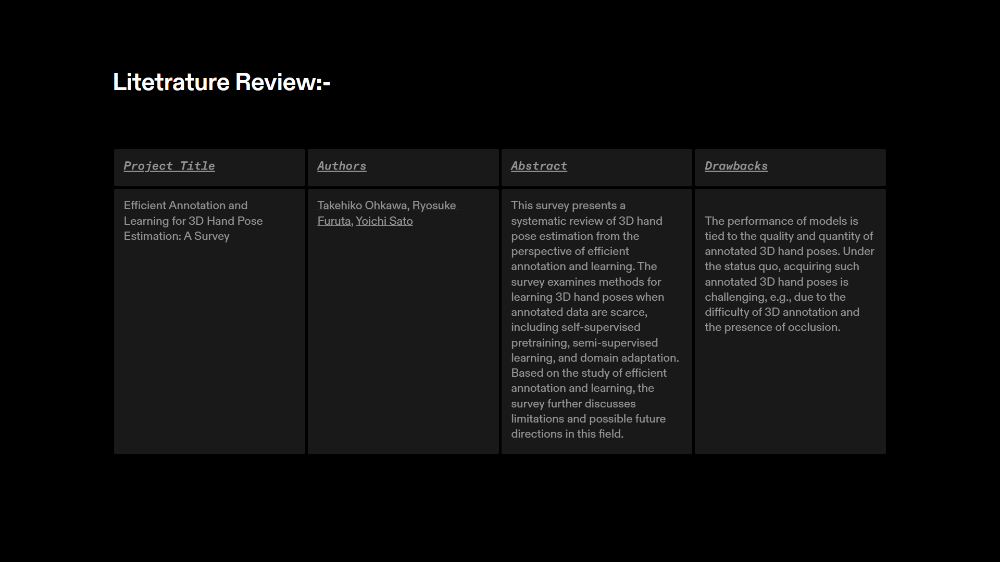 Litetrature Review:-
Project Title
Authors
Abstract
Drawbacks
Efficient Annotation and
Learning for 3D Hand Pose
Estimation: A Survey
Takehiko Ohkawa, Ryosuke
Furuta, Yoichi Sato
This survey presents a
systematic review of 3D hand
pose estimation from the
perspective of efficient
annotation and learning. The
survey examines methods for
learning 3D hand poses when
annotated data are scarce,
including self-supervised
pretraining, semi-supervised
learning, and domain adaptation.
Based on the study of efficient
annotation and learning, the
survey further discusses
limitations and possible future
directions in this field.
The performance of models is
tied to the quality and quantity of
annotated 3D hand poses. Under
the status quo, acquiring such
annotated 3D hand poses is
challenging, e.g., due to the
difficulty of 3D annotation and
the presence of occlusion.